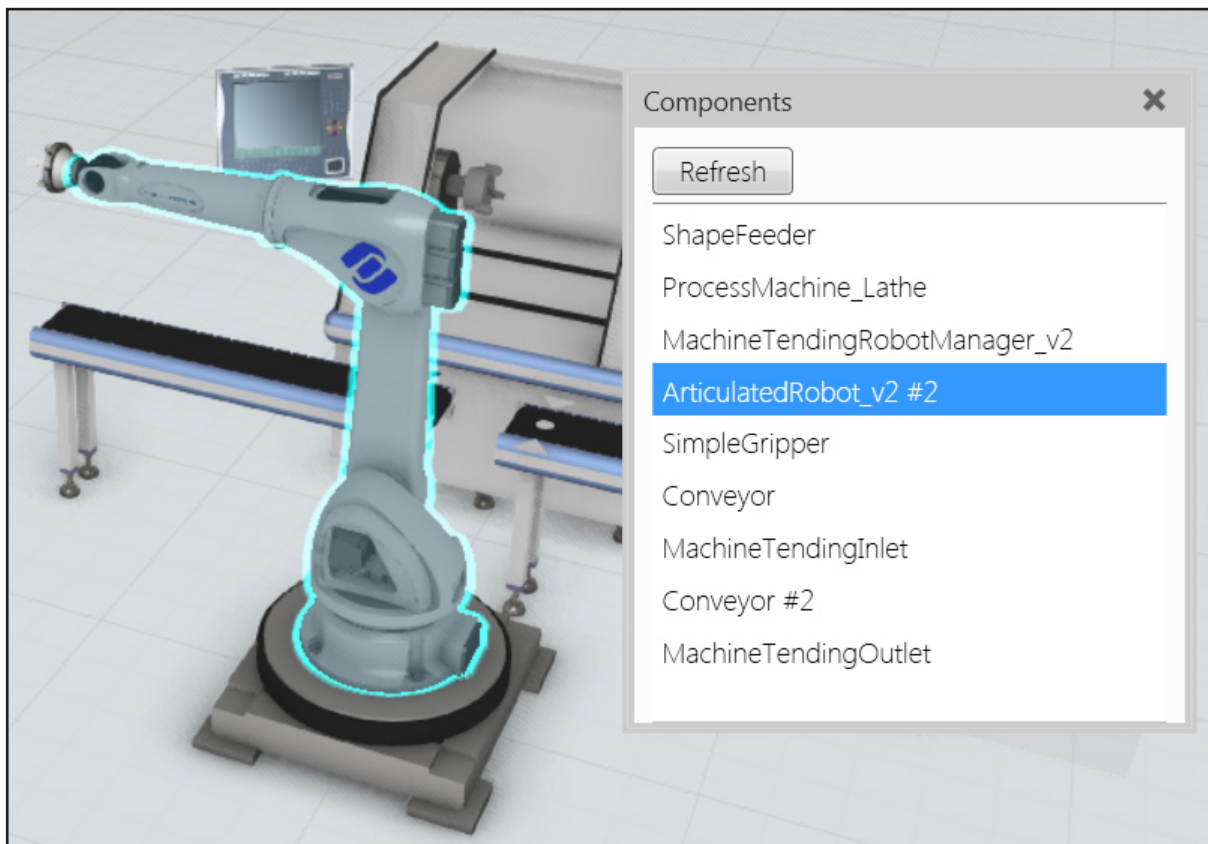 Components
Refresh
ShapeFeeder
ProcessMachine_Lathe
MachineTendingRobotManager_v2
ArticulatedRobot_v2 #2
SimpleGripper
Conveyor
MachineTendingInlet
Conveyor #2
MachineTendingOutlet